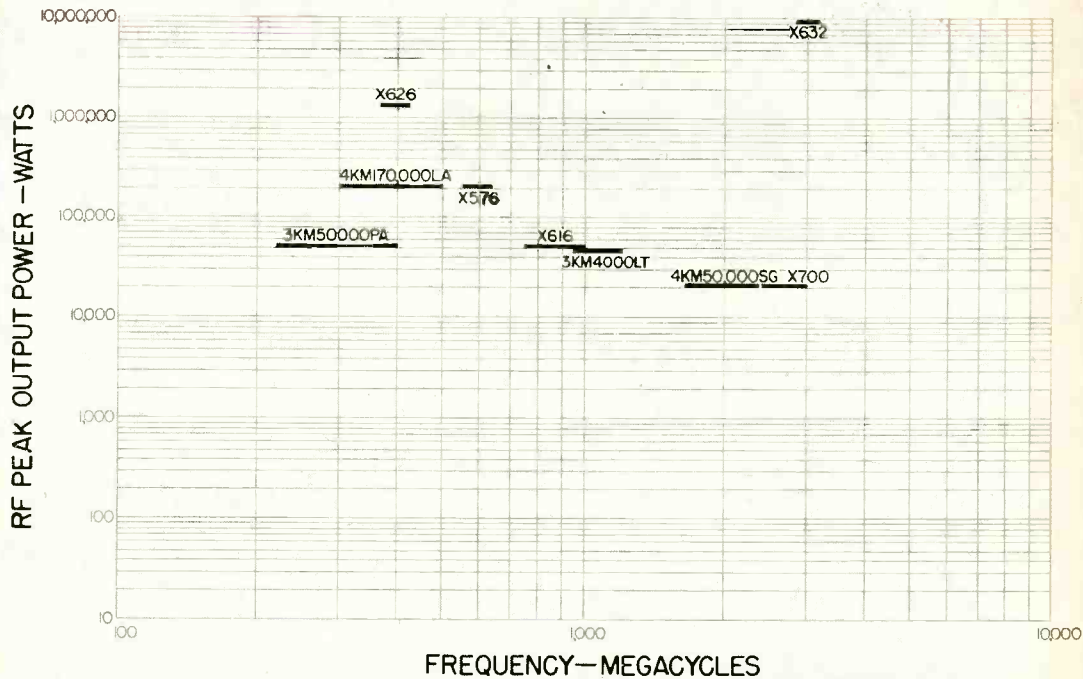 10,000,000
X632
X626
1,000,000
4KM170,000LA
X576
100,000
3KM50000PA
X616
3KM4000LT
4KM50,000SG X700
10,000
1,000
100
10
100
1,000
10,000
RF PEAK OUTPUT POWER—WATTS
FREQUENCY—MEGACYCLES